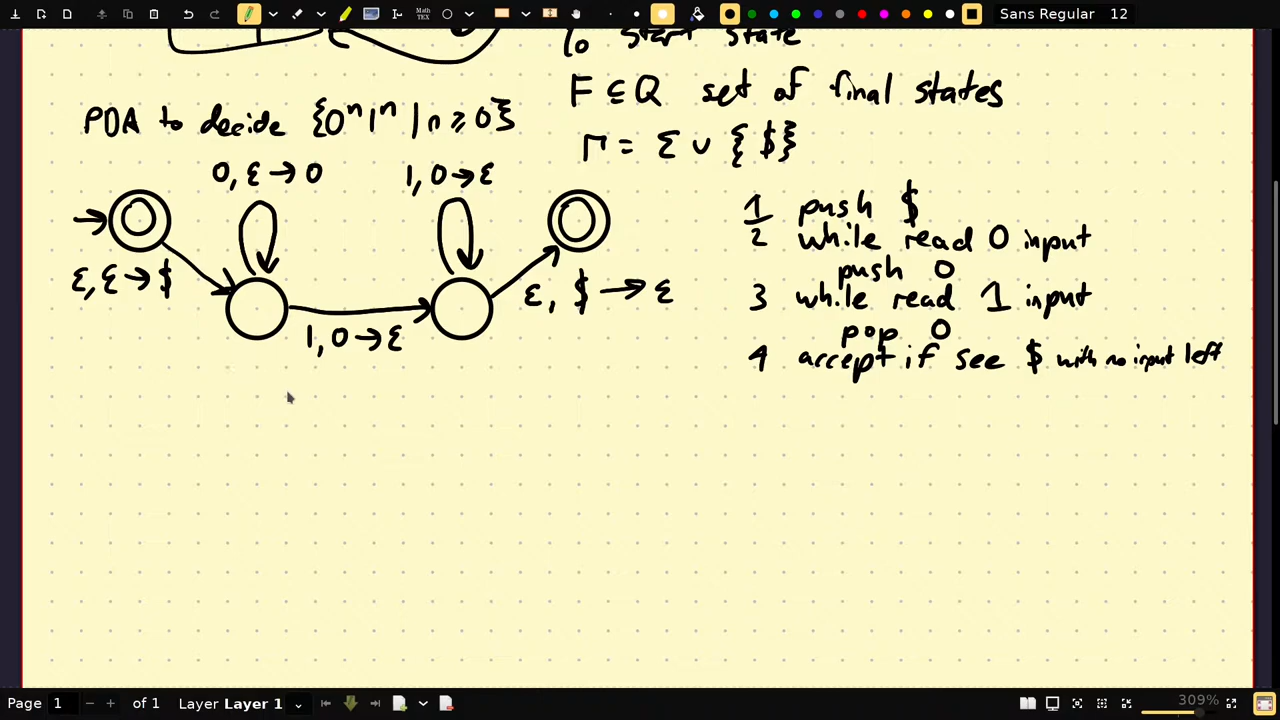 Math
TEX
Sans Regular 12
start state
F ⊆ Q set of final states
PDA to decide {0ⁿ1ⁿ | n ≥ 0}
Γ = Σ ∪ {$}
0, ε → 0
1, 0 → ε
ε, ε → $
1, 0 → ε
ε, $ → ε
1 push $
2 while read 0 input
push 0
3 while read 1 input
pop 0
4 accept if see $ with no input left
Page 1 of 1 Layer Layer 1
309%